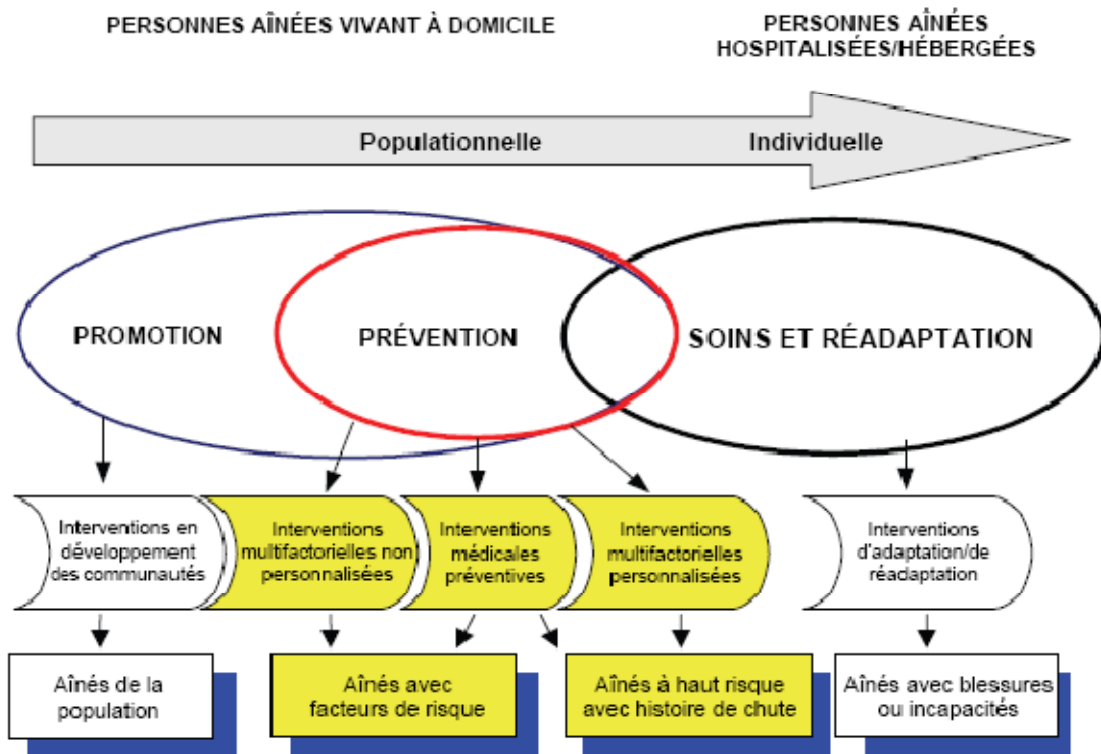 PERSONNES AÎNÉES VIVANT À DOMICILE
PERSONNES AÎNÉES
HOSPITALISÉES/HÉBERGÉES
Populationnelle
Individuelle
PROMOTION
PRÉVENTION
SOINS ET RÉADAPTATION
Interventions en
développement
des communautés
Interventions
multifactorielles non
personnalisées
Interventions
médicales
préventives
Interventions
multifactorielles
personnalisées
Interventions
d'adaptation/de
réadaptation
Aînés de la
population
Aînés avec
facteurs de risque
Aînés à haut risque
avec histoire de chute
Aînés avec blessures
ou incapacités